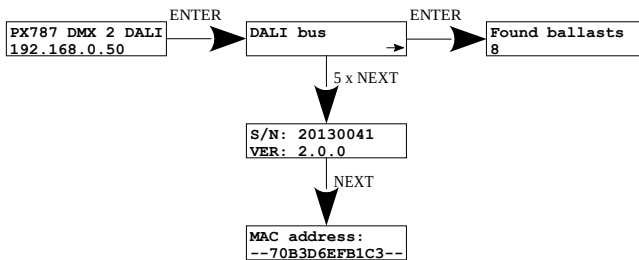 ENTER
ENTER
PX787 DMX 2 DALI
192.168.0.50
DALI bus
Found ballasts
8
5 x NEXT
S/N: 20130041
VER: 2.0.0
NEXT
MAC address:
--70B3D6EFB1C3--